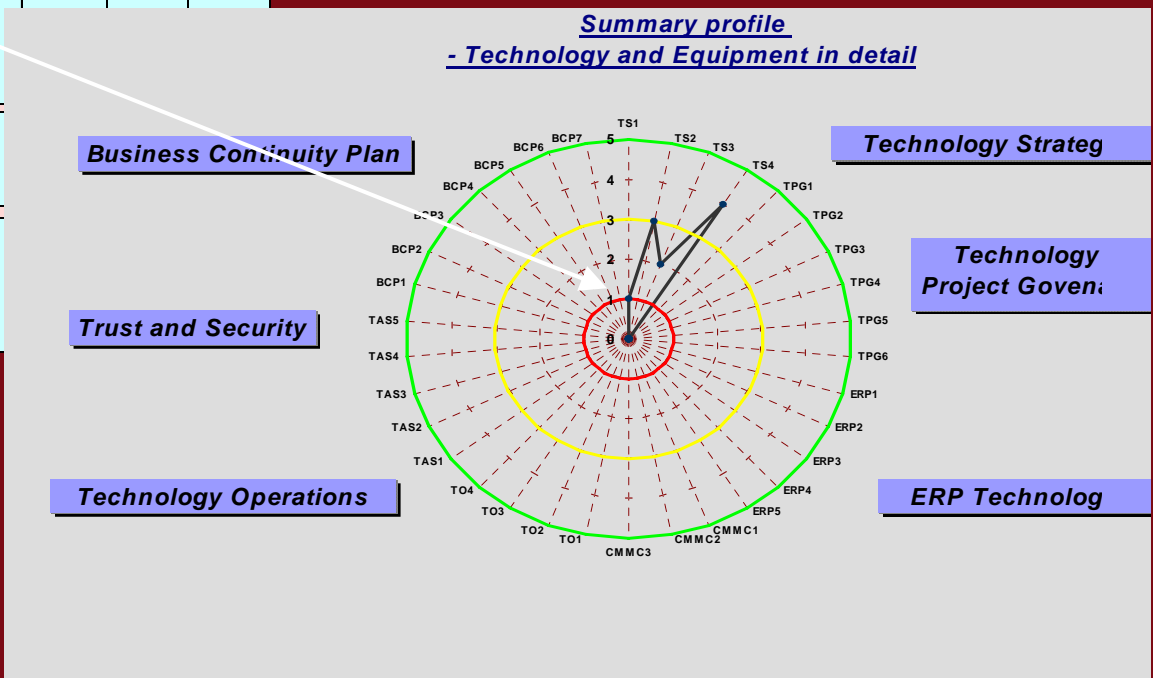 Summary profile
- Technology and Equipment in detail
Business Continuity Plan
Technology Strateg
Technology
Project Govena
Trust and Security
Technology Operations
ERP Technolog
TS1
TS2
TS3
TS4
TPG1
TPG2
TPG3
TPG4
TPG5
TPG6
ERP1
ERP2
ERP3
ERP4
ERP5
CMMC1
CMMC2
CMMC3
TO1
TO2
TO3
TO4
TAS1
TAS2
TAS3
TAS4
TAS5
BCP1
BCP2
BCP3
BCP4
BCP5
BCP6
BCP7
5
4
3
2
1
0